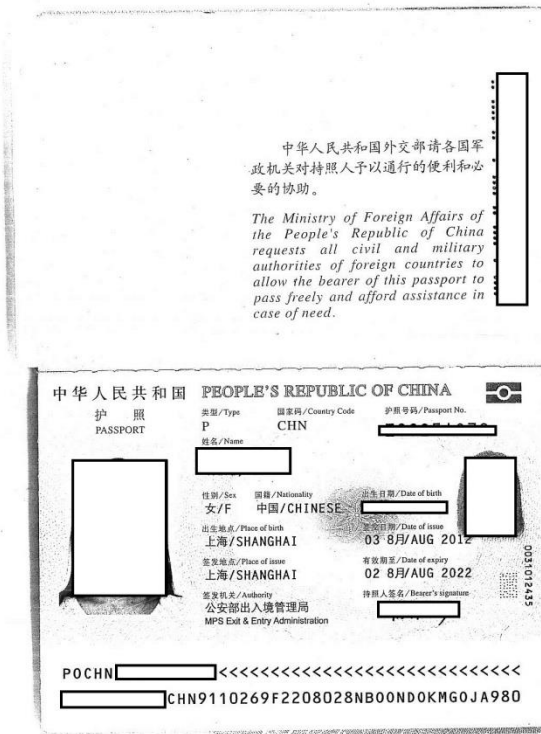 中华人民共和国外交部请各国军
政机关对持照人予以通行的便利和必
要的协助。
The Ministry of Foreign Affairs of
the People's Republic of China
requests all civil and military
authorities of foreign countries to
allow the bearer of this passport to
pass freely and afford assistance in
case of need.
中华人民共和国 PEOPLE'S REPUBLIC OF CHINA
护 照 类型/Type 国家码/Country Code 护照号码/Passport No.
PASSPORT P CHN
姓名/Name
性别/Sex 国籍/Nationality 出生日期/Date of birth
女/F 中国/CHINESE
出生地点/Place of birth 签发日期/Date of issue
上海/SHANGHAI 03 8月/AUG 2012
签发地点/Place of issue 有效期至/Date of expiry
上海/SHANGHAI 02 8月/AUG 2022
签发机关/Authority 持照人签名/Bearer's signature
公安部出入境管理局
MPS Exit & Entry Administration
0031012435
POCHN<<<<<<<<<<<<<<<<<<<<<<<<<<<<<
CHN9110269F2208028NBOONDOKMGOJA980